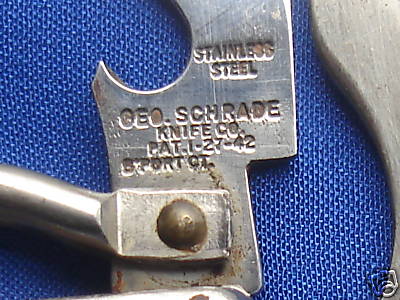 STAINLESS
STEEL
GEO. SCHRADE
KNIFE CO.
PAT. 1-27-42
B'PORT CT.